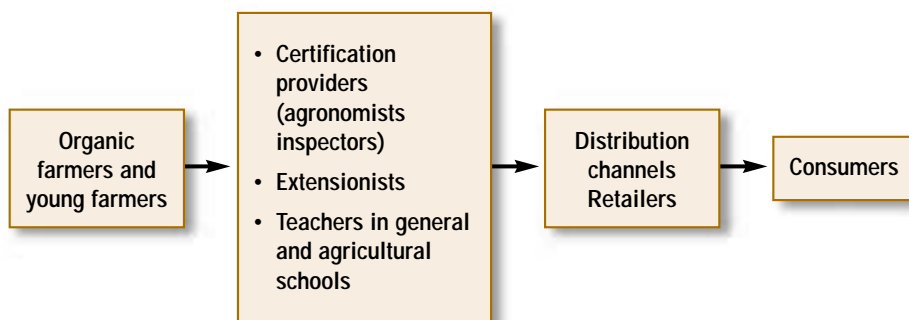 Organic
farmers and
young farmers
• Certification
providers
(agronomists
inspectors)
• Extensionists
• Teachers in general
and agricultural
schools
Distribution
channels
Retailers
Consumers